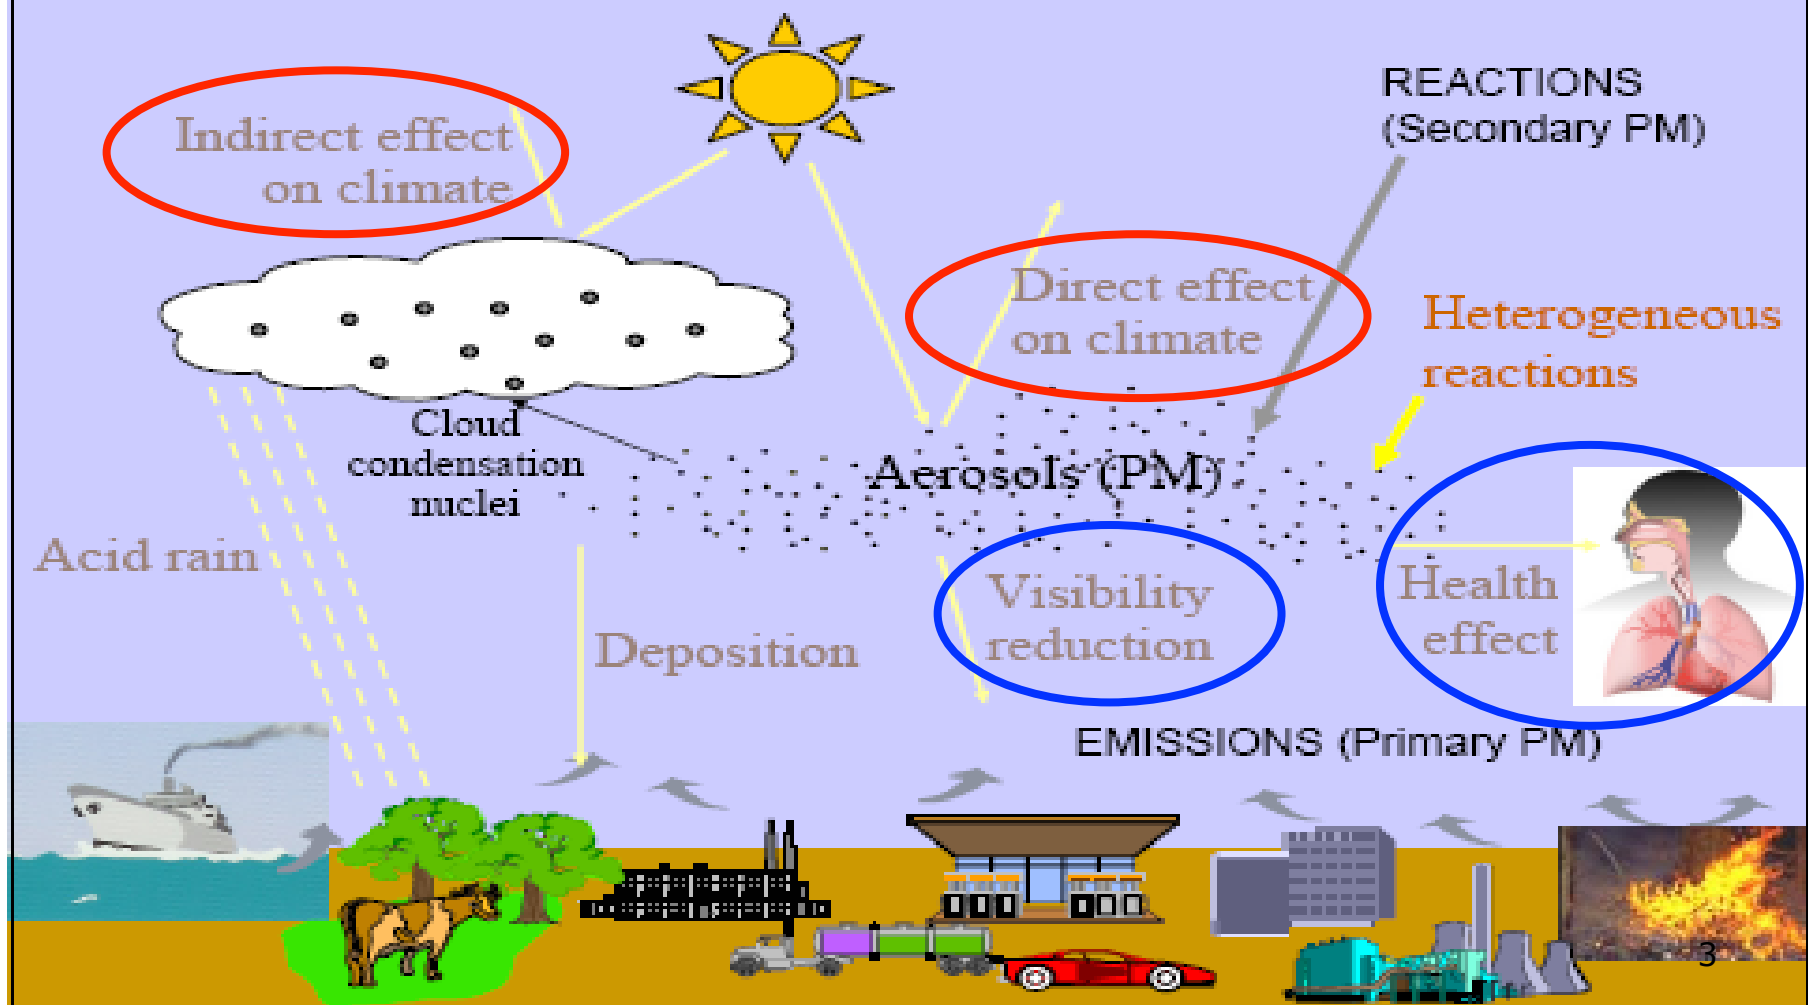 Indirect effect
on climate
REACTIONS
(Secondary PM)
Direct effect
on climate
Heterogeneous
reactions
Cloud
condensation
nuclei
Aerosols (PM)
Acid rain
Deposition
Visibility
reduction
Health
effect
EMISSIONS (Primary PM)
3